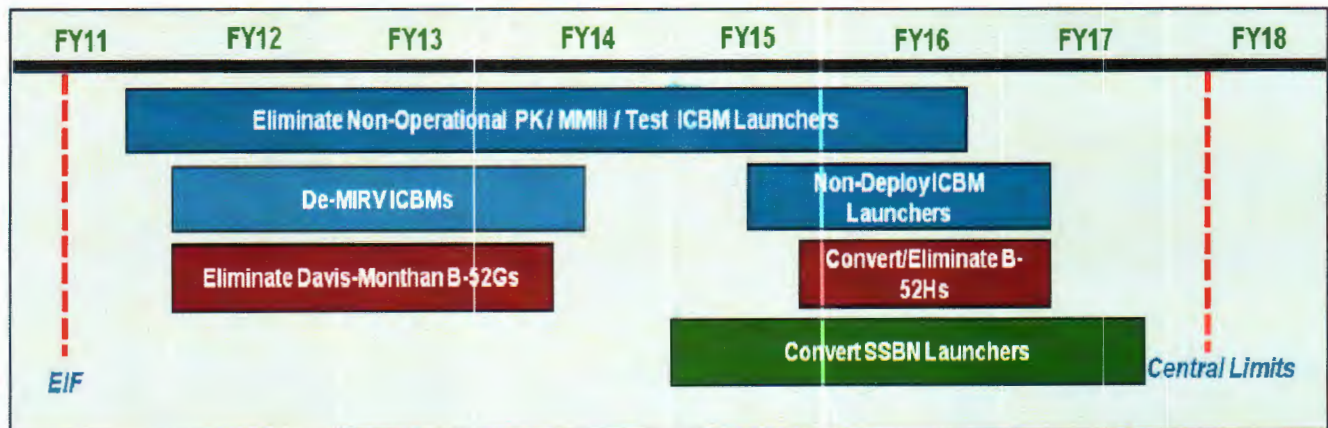 FY11 FY12 FY13 FY14 FY15 FY16 FY17 FY18
Eliminate Non-Operational PK / MMIII / Test ICBM Launchers
De-MIRV ICBMs
Non-Deploy ICBM
Launchers
Eliminate Davis-Monthan B-52Gs
Convert/Eliminate B-
52Hs
Convert SSBN Launchers
EIF
Central Limits